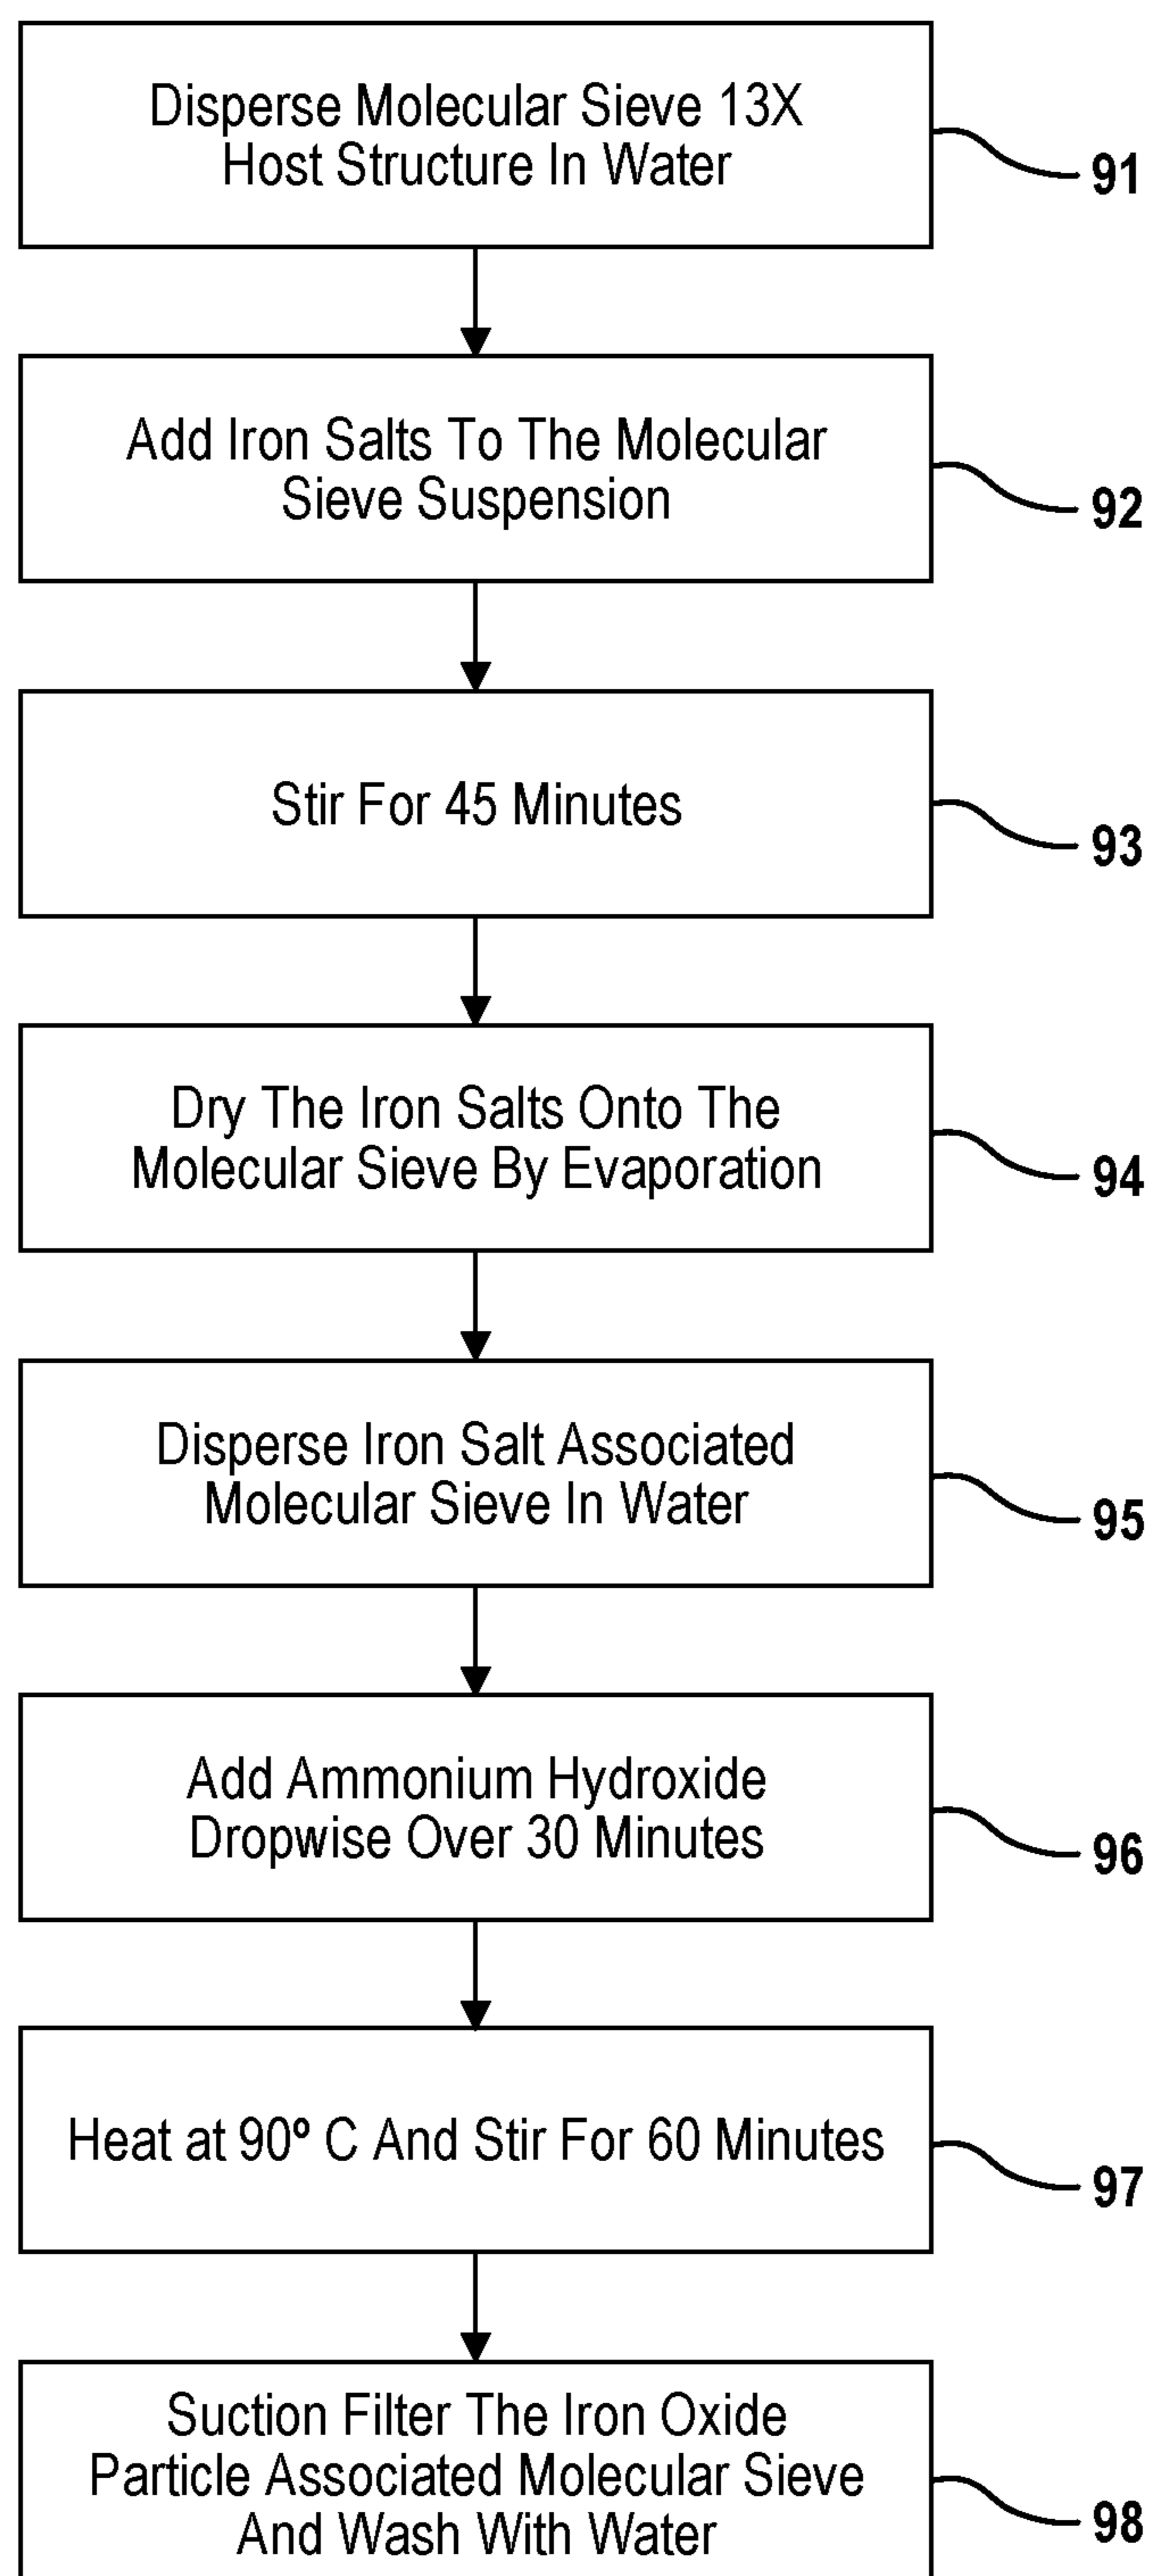 Disperse Molecular Sieve 13X
Host Structure In Water
91
Add Iron Salts To The Molecular
Sieve Suspension
92
Stir For 45 Minutes
93
Dry The Iron Salts Onto The
Molecular Sieve By Evaporation
94
Disperse Iron Salt Associated
Molecular Sieve In Water
95
Add Ammonium Hydroxide
Dropwise Over 30 Minutes
96
Heat at 90º C And Stir For 60 Minutes
97
Suction Filter The Iron Oxide
Particle Associated Molecular Sieve
And Wash With Water
98